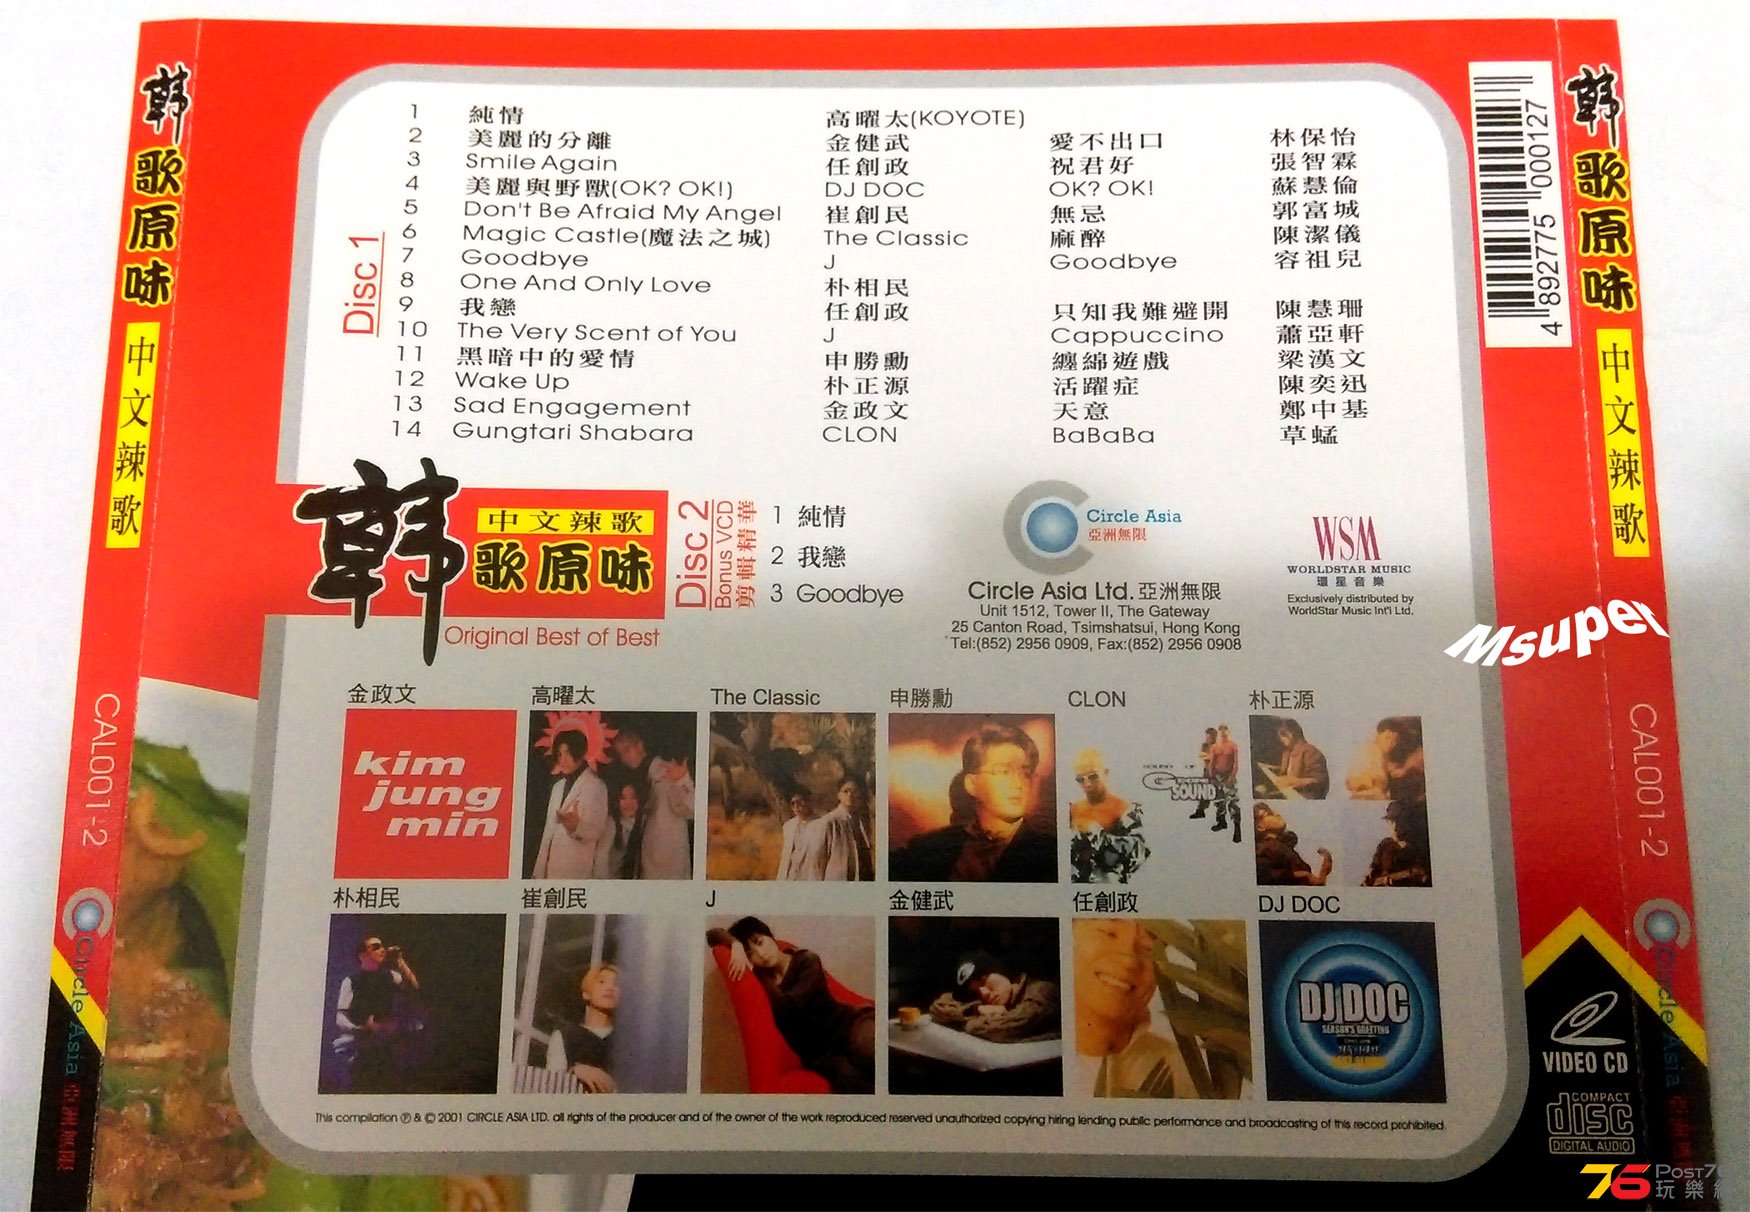 韓歌原味
中文辣歌
CAL001-2
Circle Asia 亞洲無限
Disc 1
1 純情 高曜太(KOYOTE)
2 美麗的分離 金健武 愛不出口 林保怡
3 Smile Again 任創政 祝君好 張智霖
4 美麗與野獸(OK? OK!) DJ DOC OK? OK! 蘇慧倫
5 Don't Be Afraid My Angel 崔創民 無忌 郭富城
6 Magic Castle(魔法之城) The Classic 麻醉 陳潔儀
7 Goodbye J Goodbye 容祖兒
8 One And Only Love 朴相民
9 我戀 任創政 只知我難避開 陳慧珊
10 The Very Scent of You J Cappuccino 蕭亞軒
11 黑暗中的愛情 申勝勳 纏綿遊戲 梁漢文
12 Wake Up 朴正源 活躍症 陳奕迅
13 Sad Engagement 金政文 天意 鄭中基
14 Gungtari Shabara CLON BaBaBa 草蜢
4 892775 000127
韓歌原味
中文辣歌
Original Best of Best
Disc 2
Bonus VCD
剪輯精華
1 純情
2 我戀
3 Goodbye
Circle Asia
亞洲無限
Circle Asia Ltd. 亞洲無限
Unit 1512, Tower II, The Gateway
25 Canton Road, Tsimshatsui, Hong Kong
Tel:(852) 2956 0909, Fax:(852) 2956 0908
WSM
WORLDSTAR MUSIC
環星音樂
Exclusively distributed by
WorldStar Music Int'l Ltd.
Msuper
金政文 高曜太 The Classic 申勝勳 CLON 朴正源
kim
jung
min
SOUND OF
SOUND
朴相民 崔創民 J 金健武 任創政 DJ DOC
DJ DOC
SEASON'S GREETING
This compilation ℗ & © 2001 CIRCLE ASIA LTD. all rights of the producer and of the owner of the work reproduced reserved unauthorized copying hiring lending public performance and broadcasting of this record prohibited.
韓歌原味
中文辣歌
CAL001-2
Circle Asia
VIDEO CD
COMPACT
disc
DIGITAL AUDIO
76 Post76
玩樂